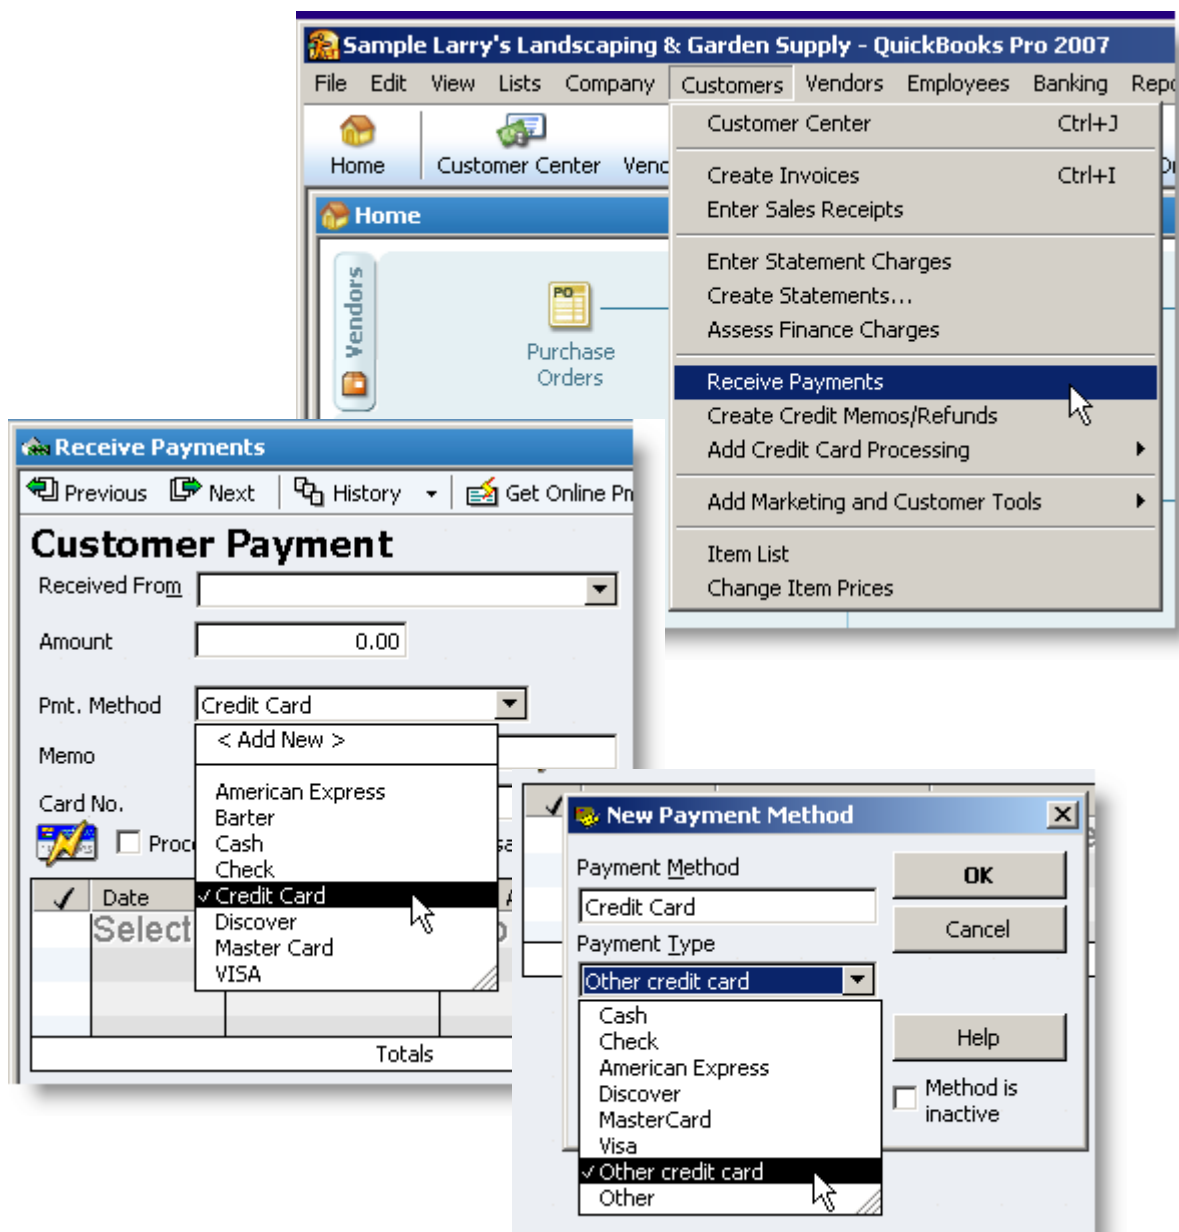 Sample Larry's Landscaping & Garden Supply - QuickBooks Pro 2007
File Edit View Lists Company Customers Vendors Employees Banking
Home Customer Center
Customer Center Ctrl+J
Create Invoices Ctrl+I
Enter Sales Receipts
Enter Statement Charges
Create Statements...
Assess Finance Charges
Receive Payments
Create Credit Memos/Refunds
Add Credit Card Processing
Add Marketing and Customer Tools
Item List
Change Item Prices
Home
Vendors
PO
Purchase
Orders
Receive Payments
Previous Next History Get Online
Customer Payment
Received From
Amount 0.00
Pmt. Method Credit Card
Memo
Card No.
< Add New >
American Express
Barter
Cash
Check
Credit Card
Discover
Master Card
VISA
Date
Select
Totals
New Payment Method
Payment Method
Credit Card
Payment Type
Other credit card
Cash
Check
American Express
Discover
MasterCard
Visa
Other credit card
Other
OK
Cancel
Help
Method is
inactive